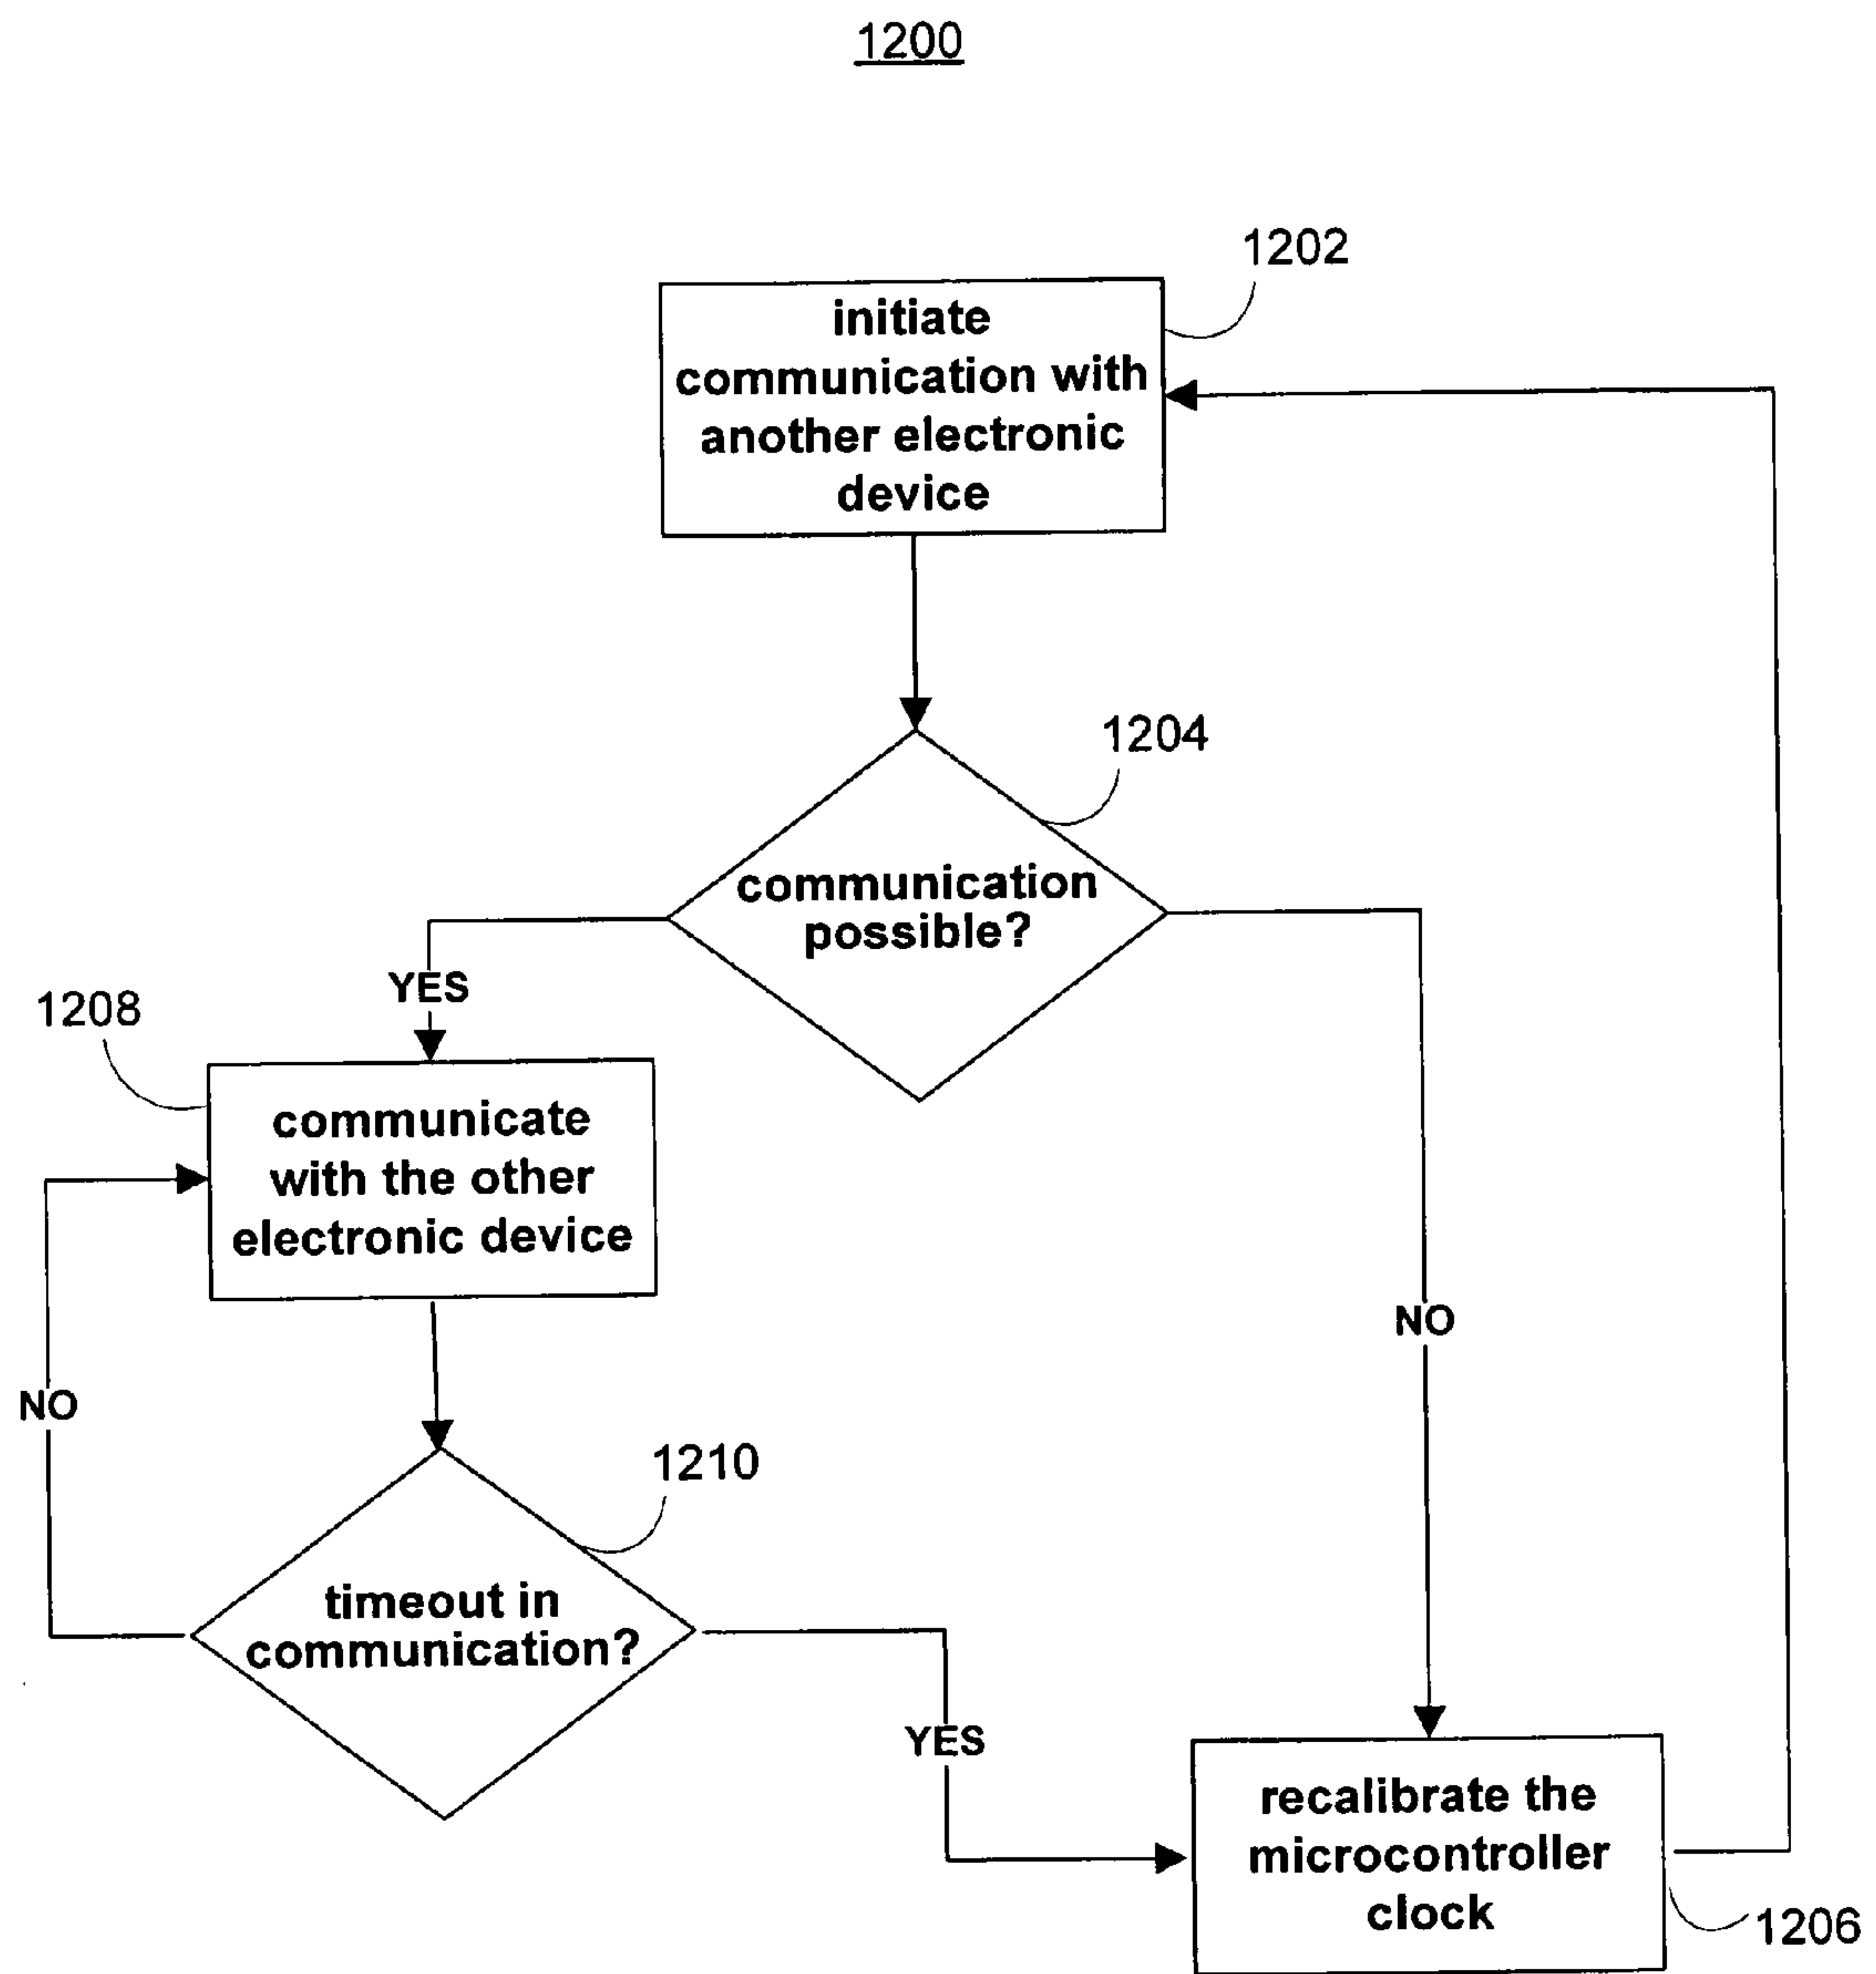 1200
1202
initiate
communication with
another electronic
device
1204
communication
possible?
YES
1208
communicate
with the other
electronic device
NO
NO
1210
timeout in
communication?
YES
recalibrate the
microcontroller
clock
1206